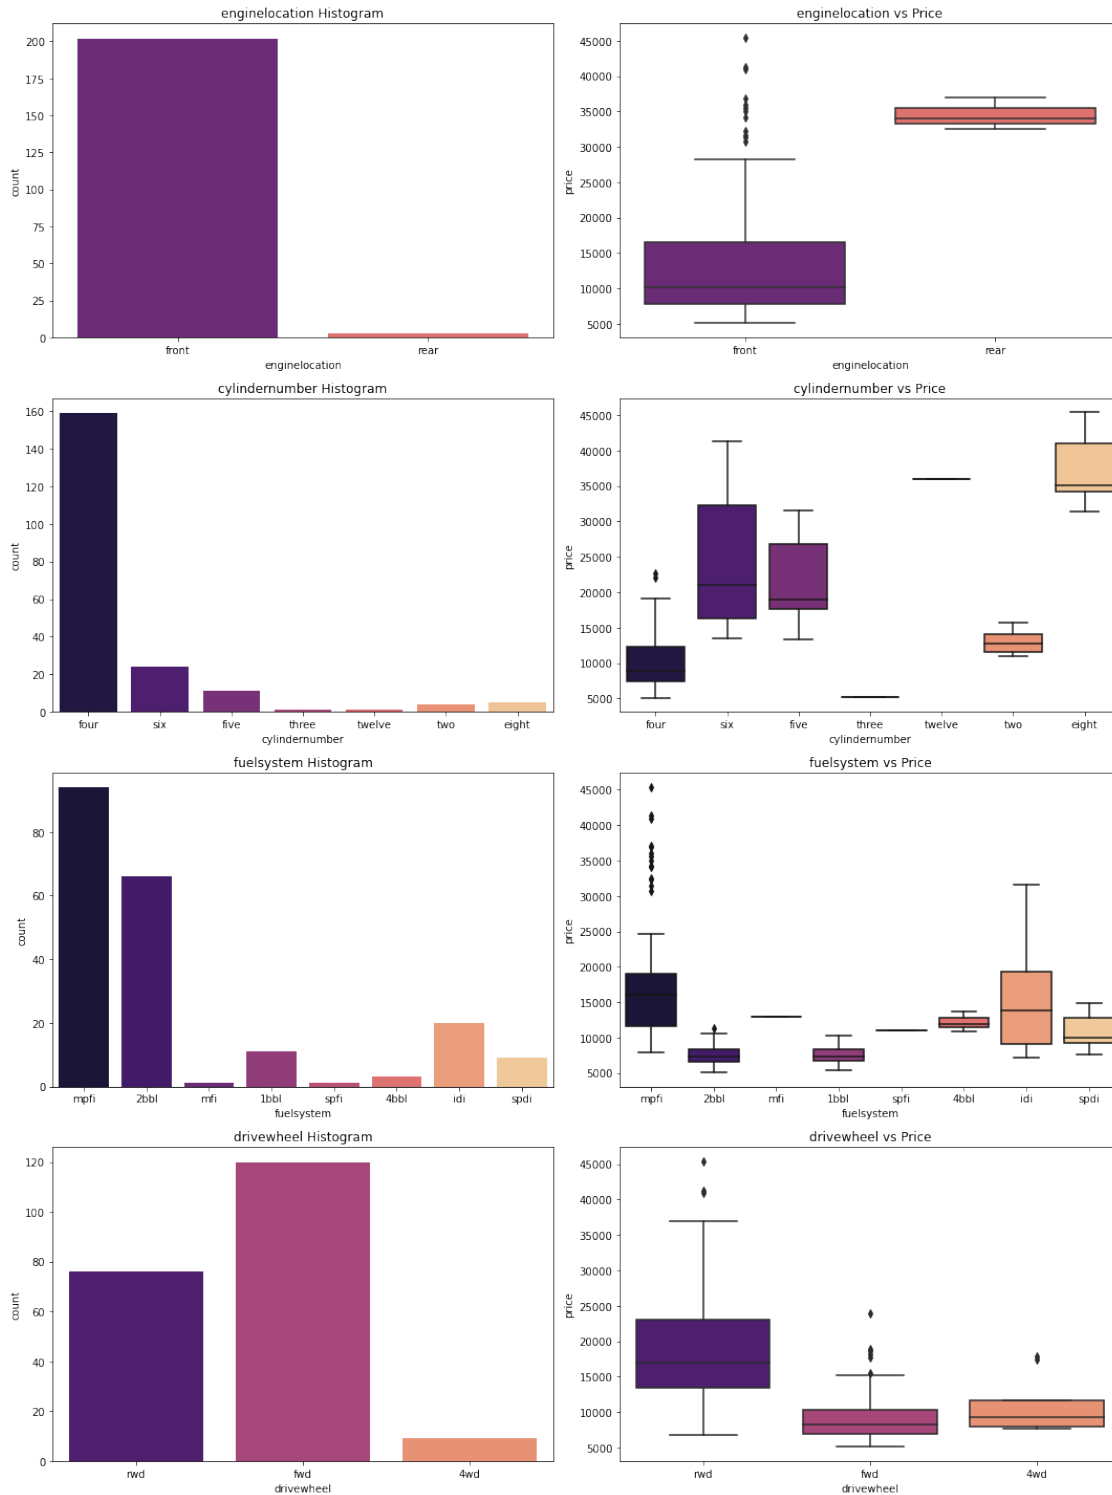 enginelocation Histogram
200
175
150
125
100
75
50
25
0
count
front rear
enginelocation
enginelocation vs Price
45000
40000
35000
30000
25000
20000
15000
10000
5000
price
front rear
enginelocation
cylindernumber Histogram
160
140
120
100
80
60
40
20
0
count
four six five three twelve two eight
cylindernumber
cylindernumber vs Price
45000
40000
35000
30000
25000
20000
15000
10000
5000
price
four six five three twelve two eight
cylindernumber
fuelsystem Histogram
80
60
40
20
0
count
mpfi 2bbl mfi 1bbl spfi 4bbl idi spdi
fuelsystem
fuelsystem vs Price
45000
40000
35000
30000
25000
20000
15000
10000
5000
price
mpfi 2bbl mfi 1bbl spfi 4bbl idi spdi
fuelsystem
drivewheel Histogram
120
100
80
60
40
20
0
count
rwd fwd 4wd
drivewheel
drivewheel vs Price
45000
40000
35000
30000
25000
20000
15000
10000
5000
price
rwd fwd 4wd
drivewheel